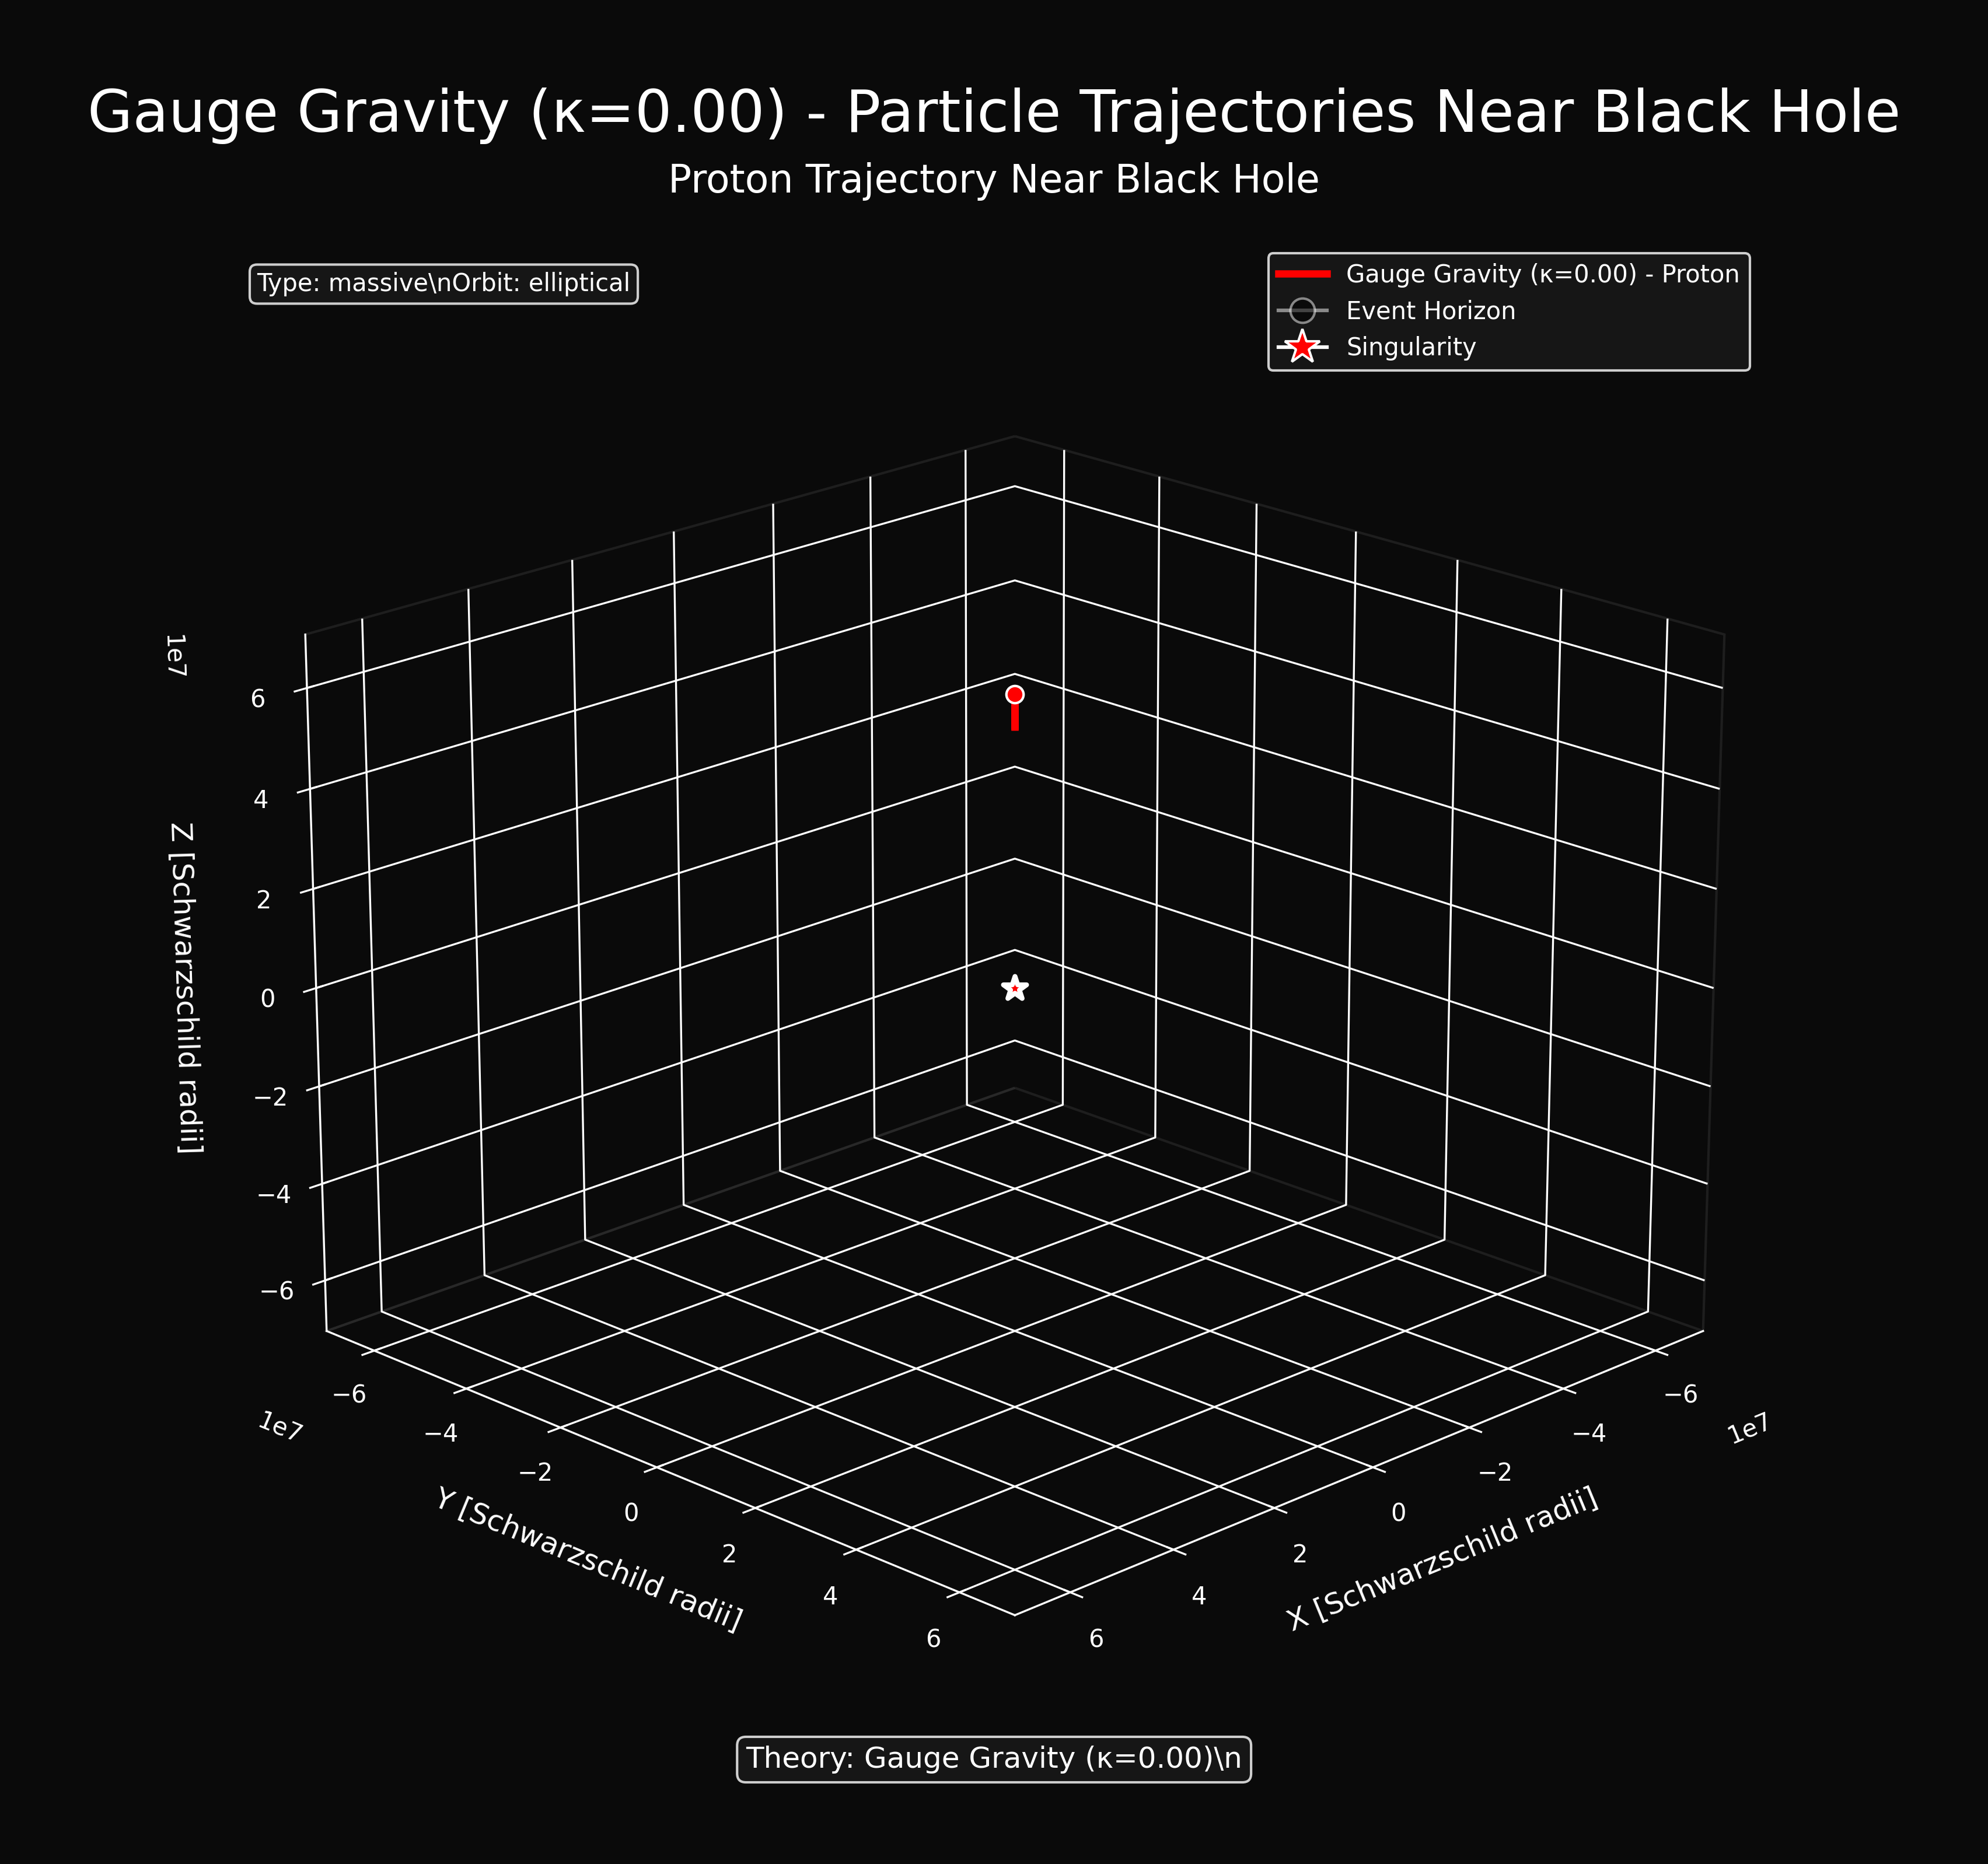 Gauge Gravity (κ=0.00) - Particle Trajectories Near Black Hole
Proton Trajectory Near Black Hole
Type: massive\nOrbit: elliptical
Gauge Gravity (κ=0.00) - Proton
Event Horizon
Singularity
1e7
6
4
2
0
−2
−4
−6
Z [Schwarzschild radii]
−6
−4
−2
0
2
4
6
1e7
Y [Schwarzschild radii]
−6
−4
−2
0
2
4
6
1e7
X [Schwarzschild radii]
Theory: Gauge Gravity (κ=0.00)\n